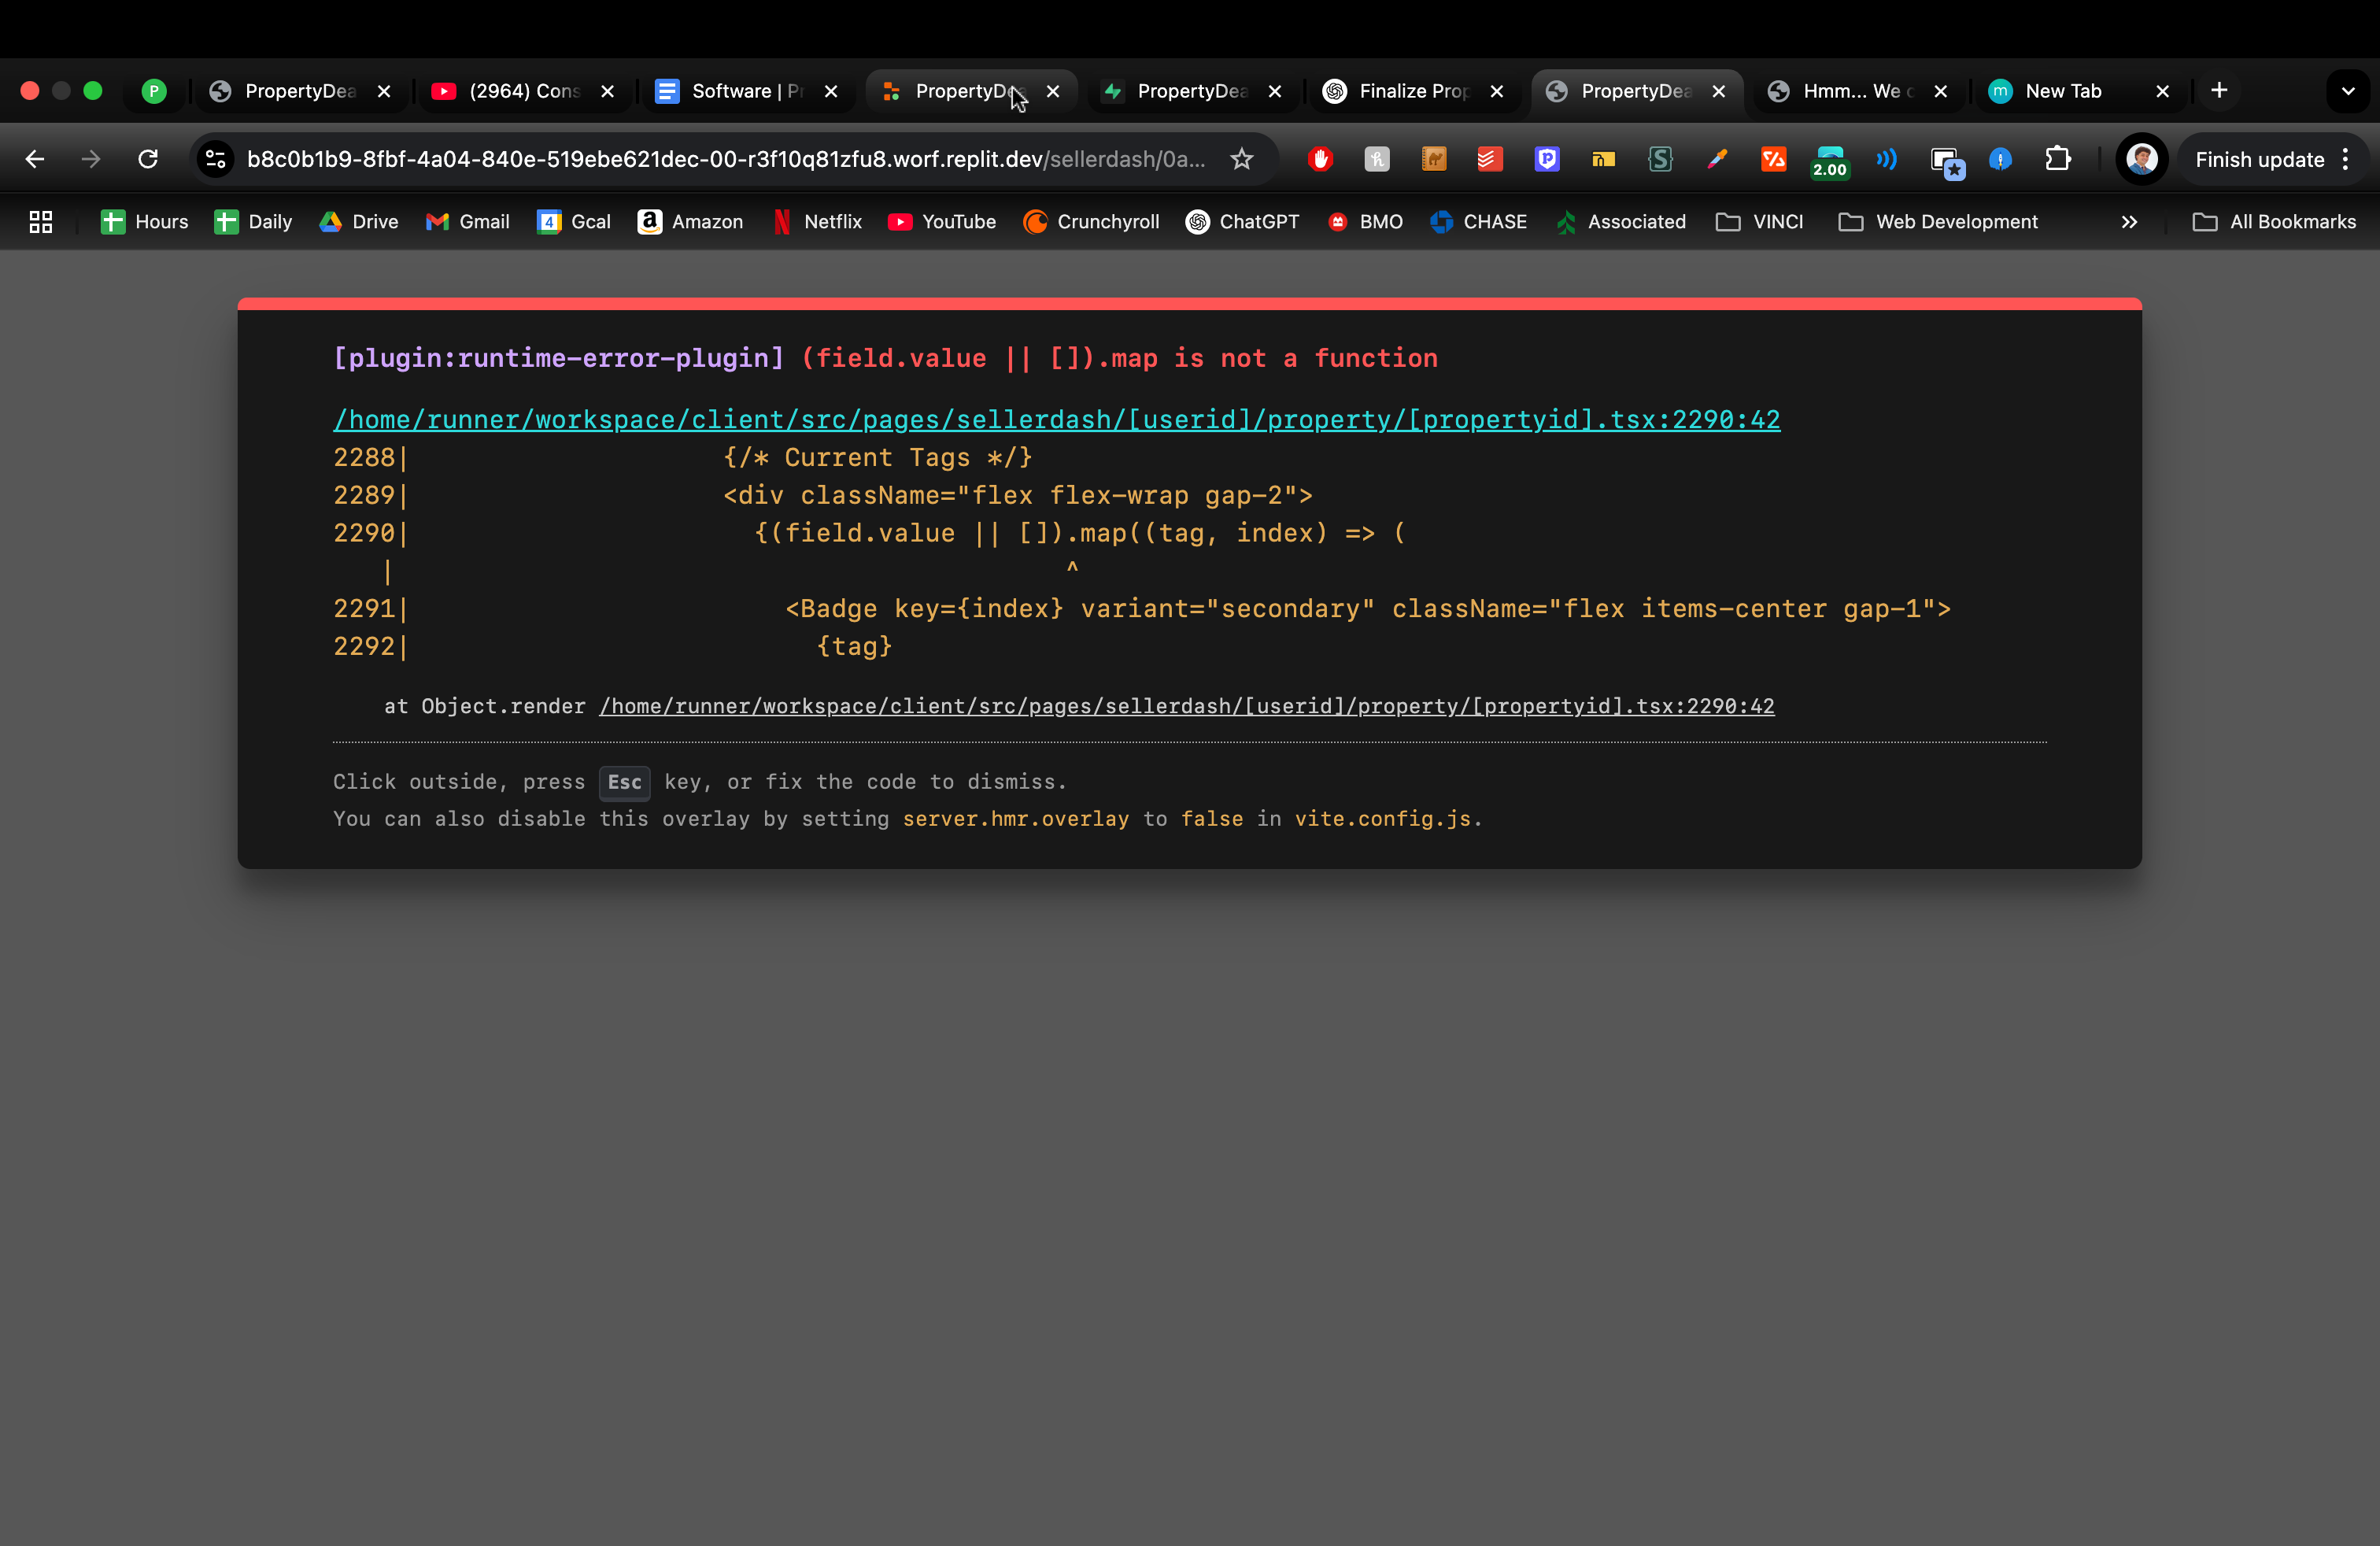 P PropertyDea (2964) Cons Software | Pr PropertyDea PropertyDea Finalize Prop PropertyDea Hmm... We c m New Tab
b8c0b1b9-8fbf-4a04-840e-519ebe621dec-00-r3f10q81zfu8.worf.replit.dev/sellerdash/0a... 2.00 Finish update
Hours Daily Drive Gmail 4 Gcal Amazon Netflix YouTube Crunchyroll ChatGPT BMO CHASE Associated VINCI Web Development » All Bookmarks
[plugin:runtime-error-plugin] (field.value || []).map is not a function
/home/runner/workspace/client/src/pages/sellerdash/[userid]/property/[propertyid].tsx:2290:42
2288| {/* Current Tags */}
2289| <div className="flex flex-wrap gap-2">
2290| {(field.value || []).map((tag, index) => (
| ^
2291| <Badge key={index} variant="secondary" className="flex items-center gap-1">
2292| {tag}
at Object.render /home/runner/workspace/client/src/pages/sellerdash/[userid]/property/[propertyid].tsx:2290:42
Click outside, press Esc key, or fix the code to dismiss.
You can also disable this overlay by setting server.hmr.overlay to false in vite.config.js.